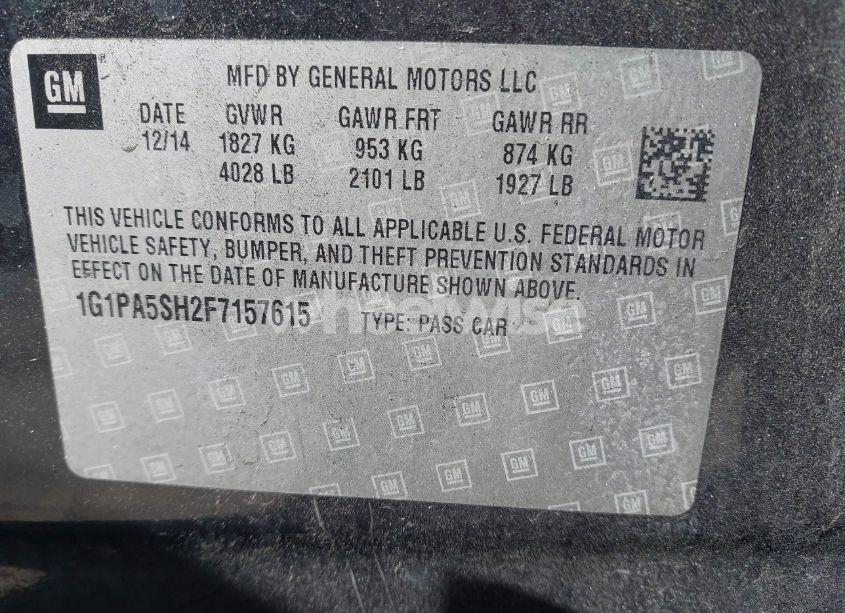 GM
MFD BY GENERAL MOTORS LLC
DATE GVWR GAWR FRT GAWR RR
12/14 1827 KG 953 KG 874 KG
4028 LB 2101 LB 1927 LB
THIS VEHICLE CONFORMS TO ALL APPLICABLE U.S. FEDERAL MOTOR
VEHICLE SAFETY, BUMPER, AND THEFT PREVENTION STANDARDS IN
EFFECT ON THE DATE OF MANUFACTURE SHOWN ABOVE.
1G1PA5SH2F7157615 TYPE: PASS CAR